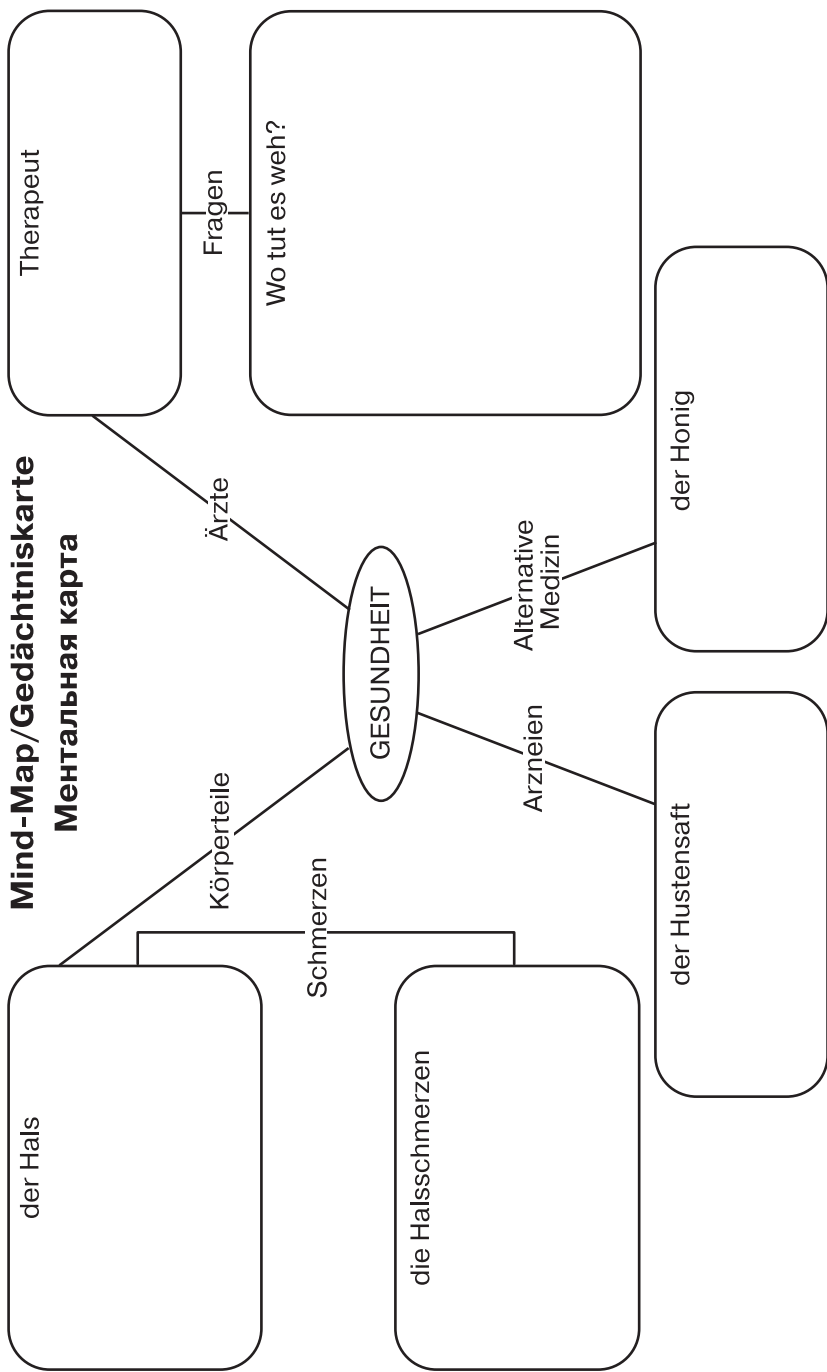 Mind-Map/Gedächtniskarte
Ментальная карта
der Hals
Körperteile
Schmerzen
die Halsschmerzen
GESUNDHEIT
Ärzte
Therapeut
Fragen
Wo tut es weh?
Arzneien
der Hustensaft
Alternative
Medizin
der Honig